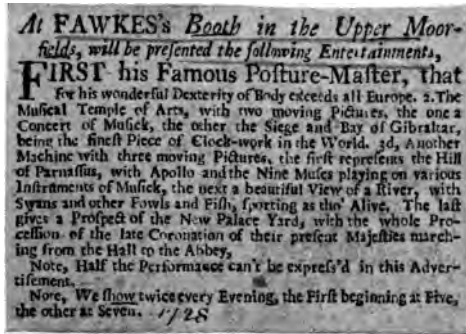 At FAWKES's Booth in the Upper Moor-
fields, will be preſented the following Entertainments,
FIRST his Famous Poſture-Maſter, that
for his wonderful Dexterity of Body exceeds all Europe. 2. The
Muſical Temple of Arts, with two moving Pictures, the one a
Concert of Muſick, the other the Siege and Bay of Gibraltar,
being the fineſt Piece of Clock-work in the World. 3d, Another
Machine with three moving Pictures, the firſt repreſents the Hill
of Parnaſſus, with Apollo and the Nine Muſes playing on various
Inſtruments of Muſick, the next a beautiful View of a River, with
Swans and other Fowls and Fiſh, ſporting as tho' Alive. The laſt
gives a Proſpect of the New Palace Yard, with the whole Pro-
ceſſion of the late Coronation of their preſent Majeſties march-
ing from the Hall to the Abbey,
Note, Half the Performance can't be expreſs'd in this Adver-
tiſement.
Note, We ſhow twice every Evening, the Firſt beginning at Five,
the other at Seven. 1728